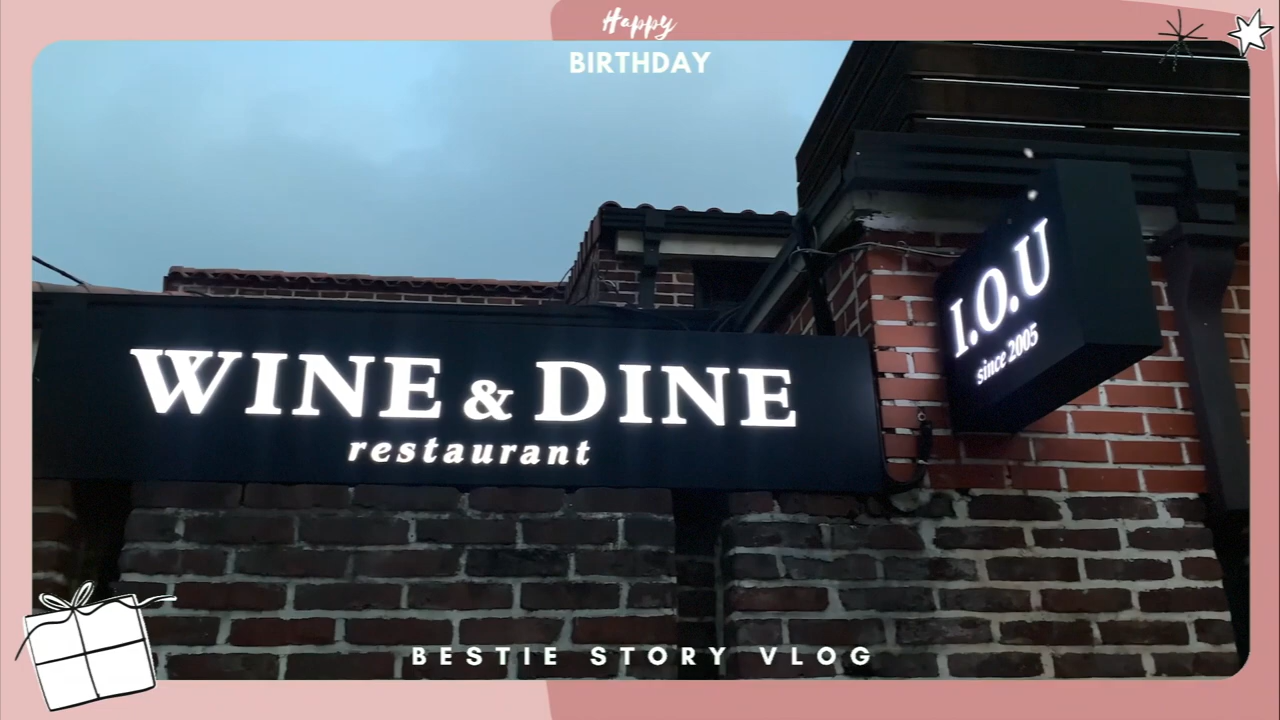 Happy
BIRTHDAY
WINE & DINE
restaurant
I.O.U
since 2005
BESTIE STORY VLOG